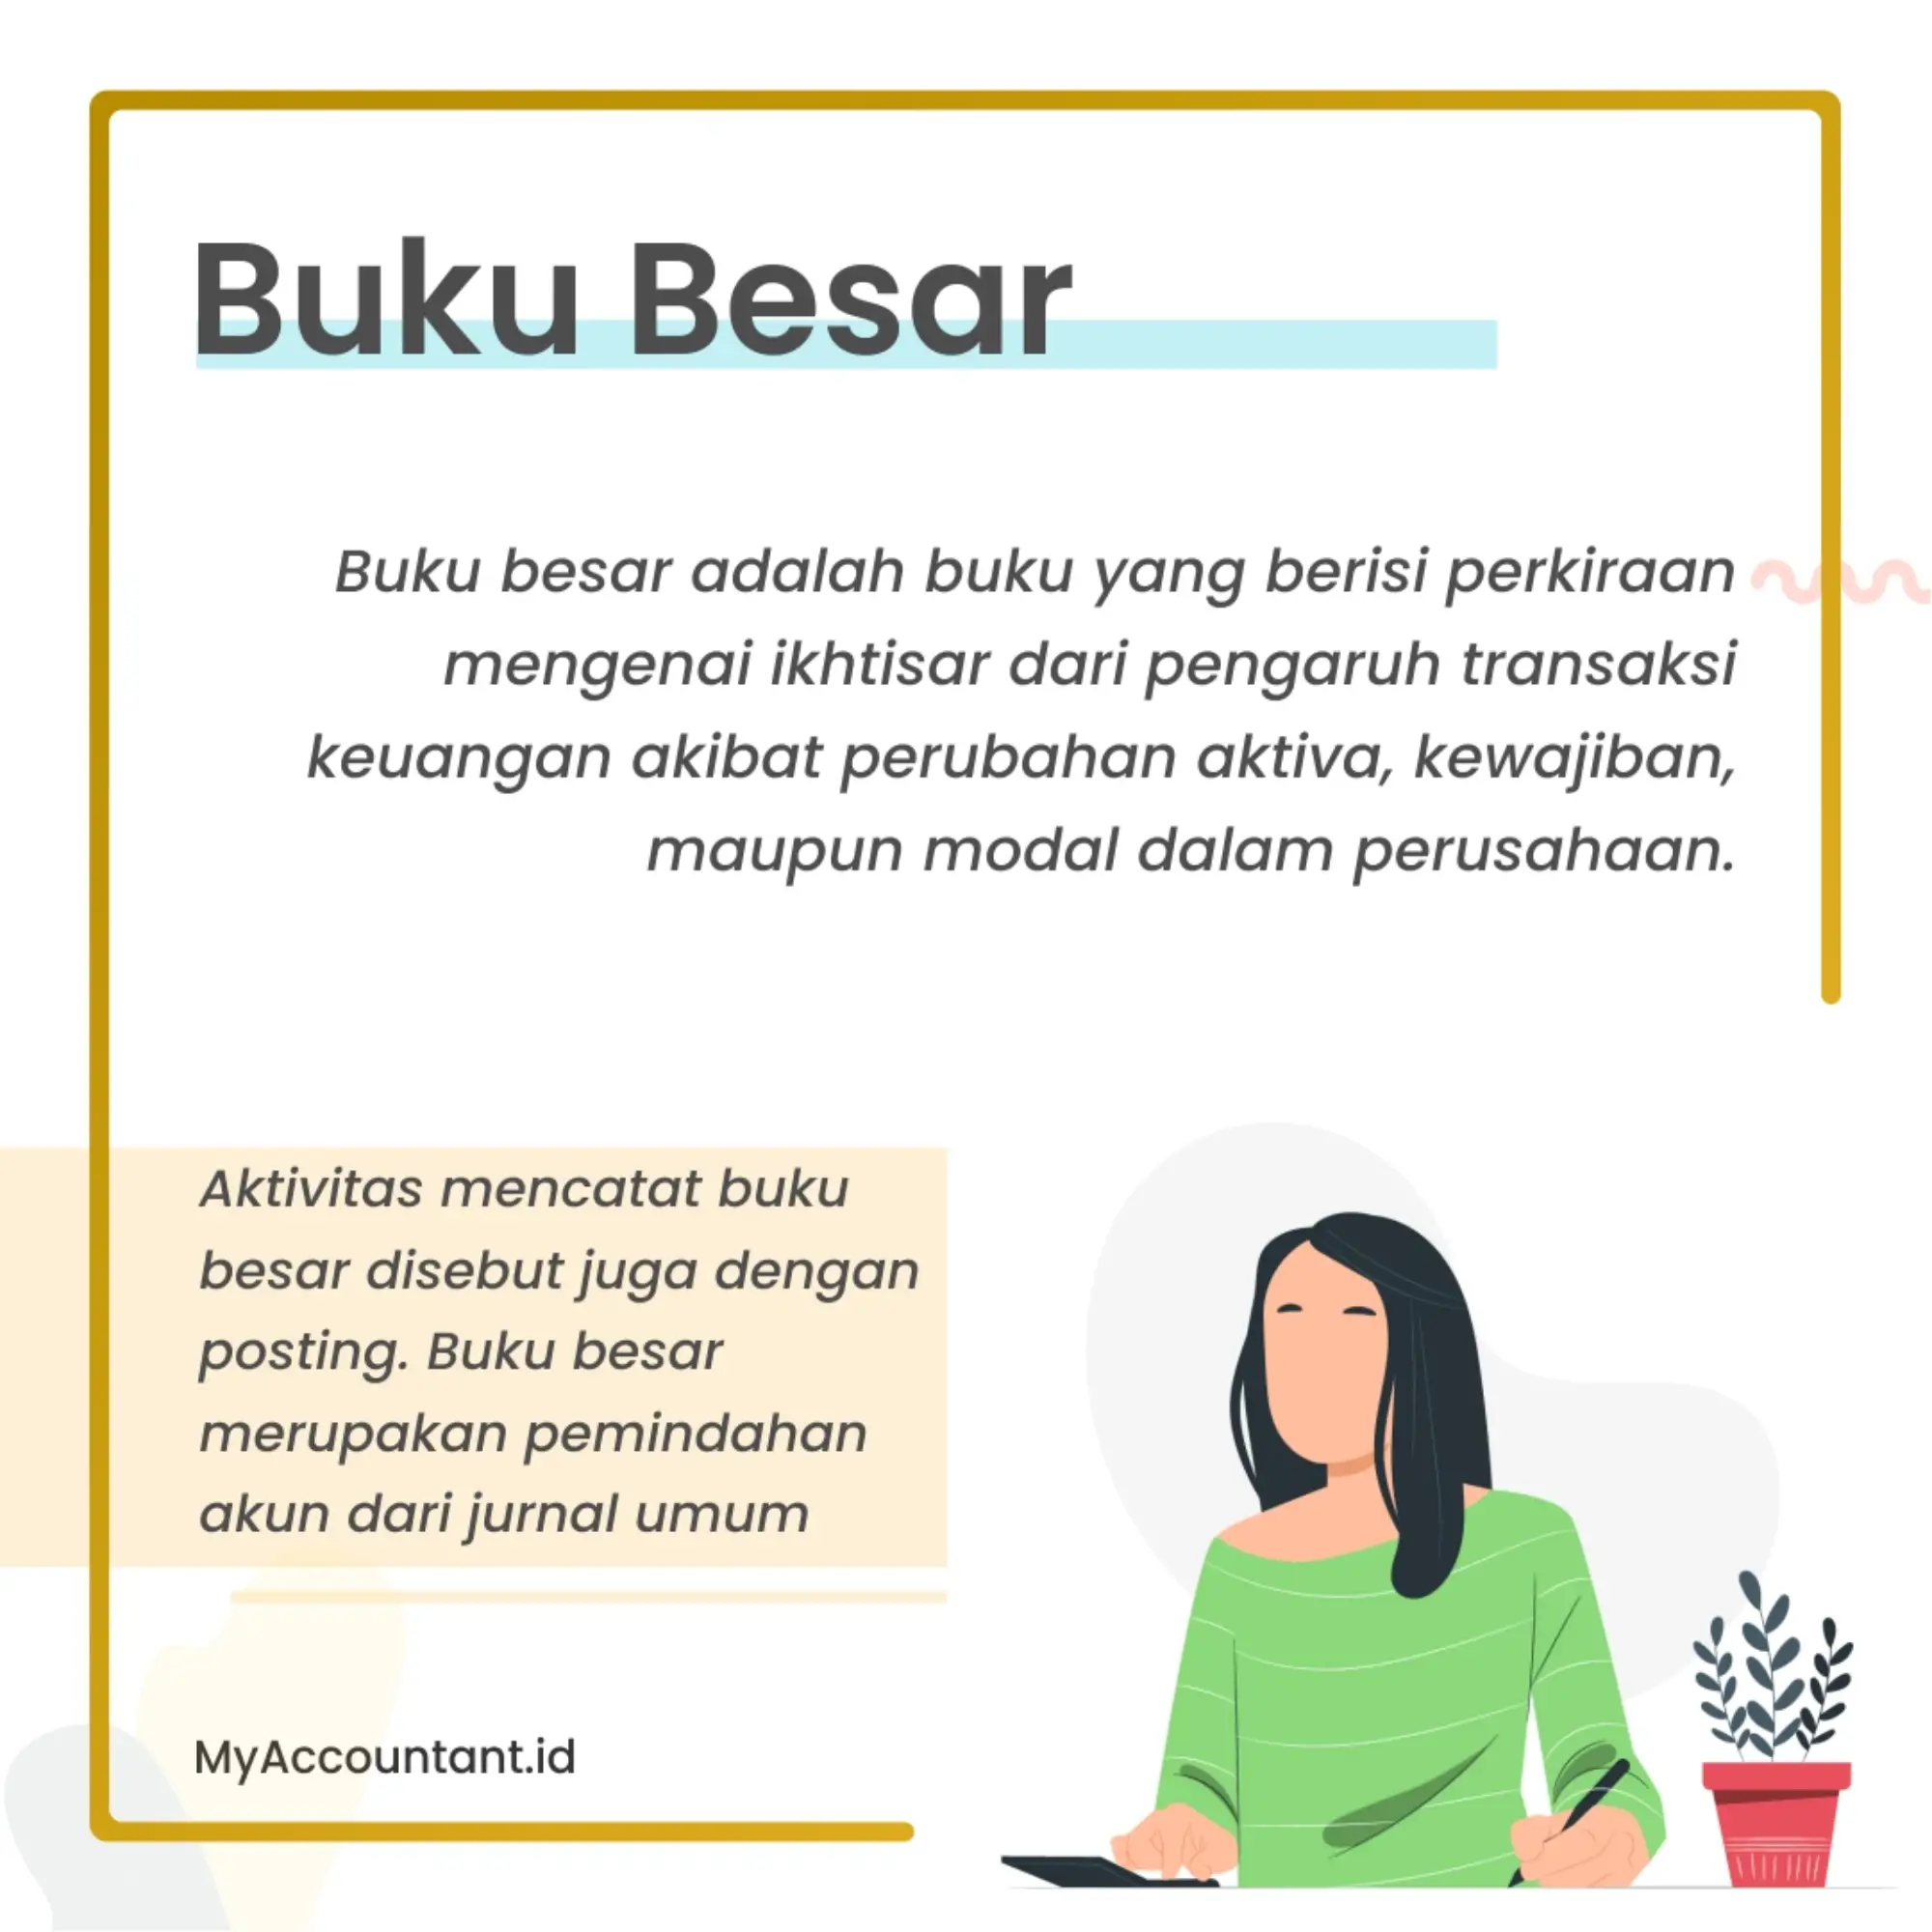 Buku Besar
Buku besar adalah buku yang berisi perkiraan
mengenai ikhtisar dari pengaruh transaksi
keuangan akibat perubahan aktiva, kewajiban,
maupun modal dalam perusahaan.
Aktivitas mencatat buku
besar disebut juga dengan
posting. Buku besar
merupakan pemindahan
akun dari jurnal umum
MyAccountant.id